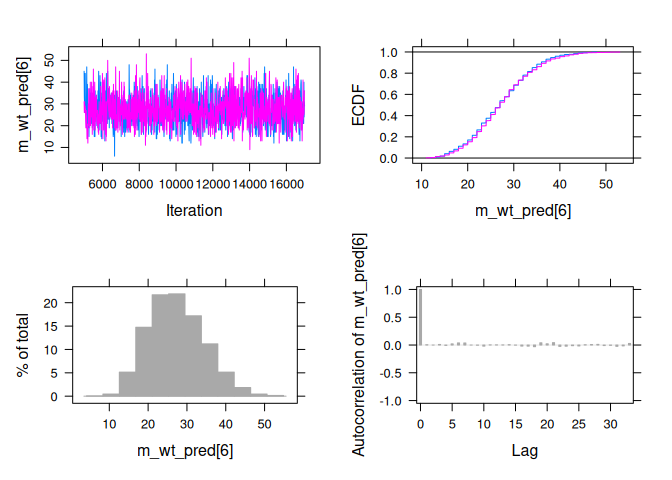 m_wt_pred[6]
50
40
30
20
10
6000 8000 10000 12000 14000 16000
Iteration
ECDF
1.0
0.8
0.6
0.4
0.2
0.0
10 20 30 40 50
m_wt_pred[6]
% of total
20
15
10
5
0
10 20 30 40 50
m_wt_pred[6]
Autocorrelation of m_wt_pred[6]
1.0
0.5
0.0
-0.5
-1.0
0 5 10 15 20 25 30
Lag